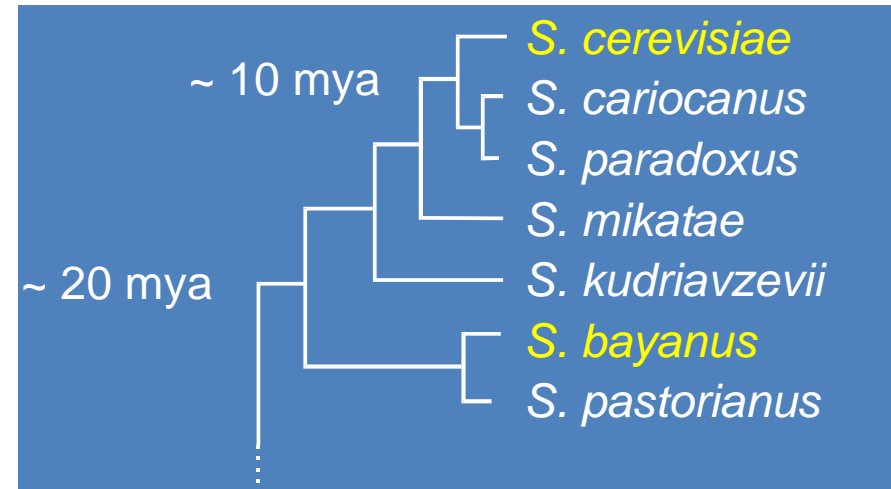 S. cerevisiae
~ 10 mya
S. cariocanus
S. paradoxus
S. mikatae
~ 20 mya
S. kudriavzevii
S. bayanus
S. pastorianus